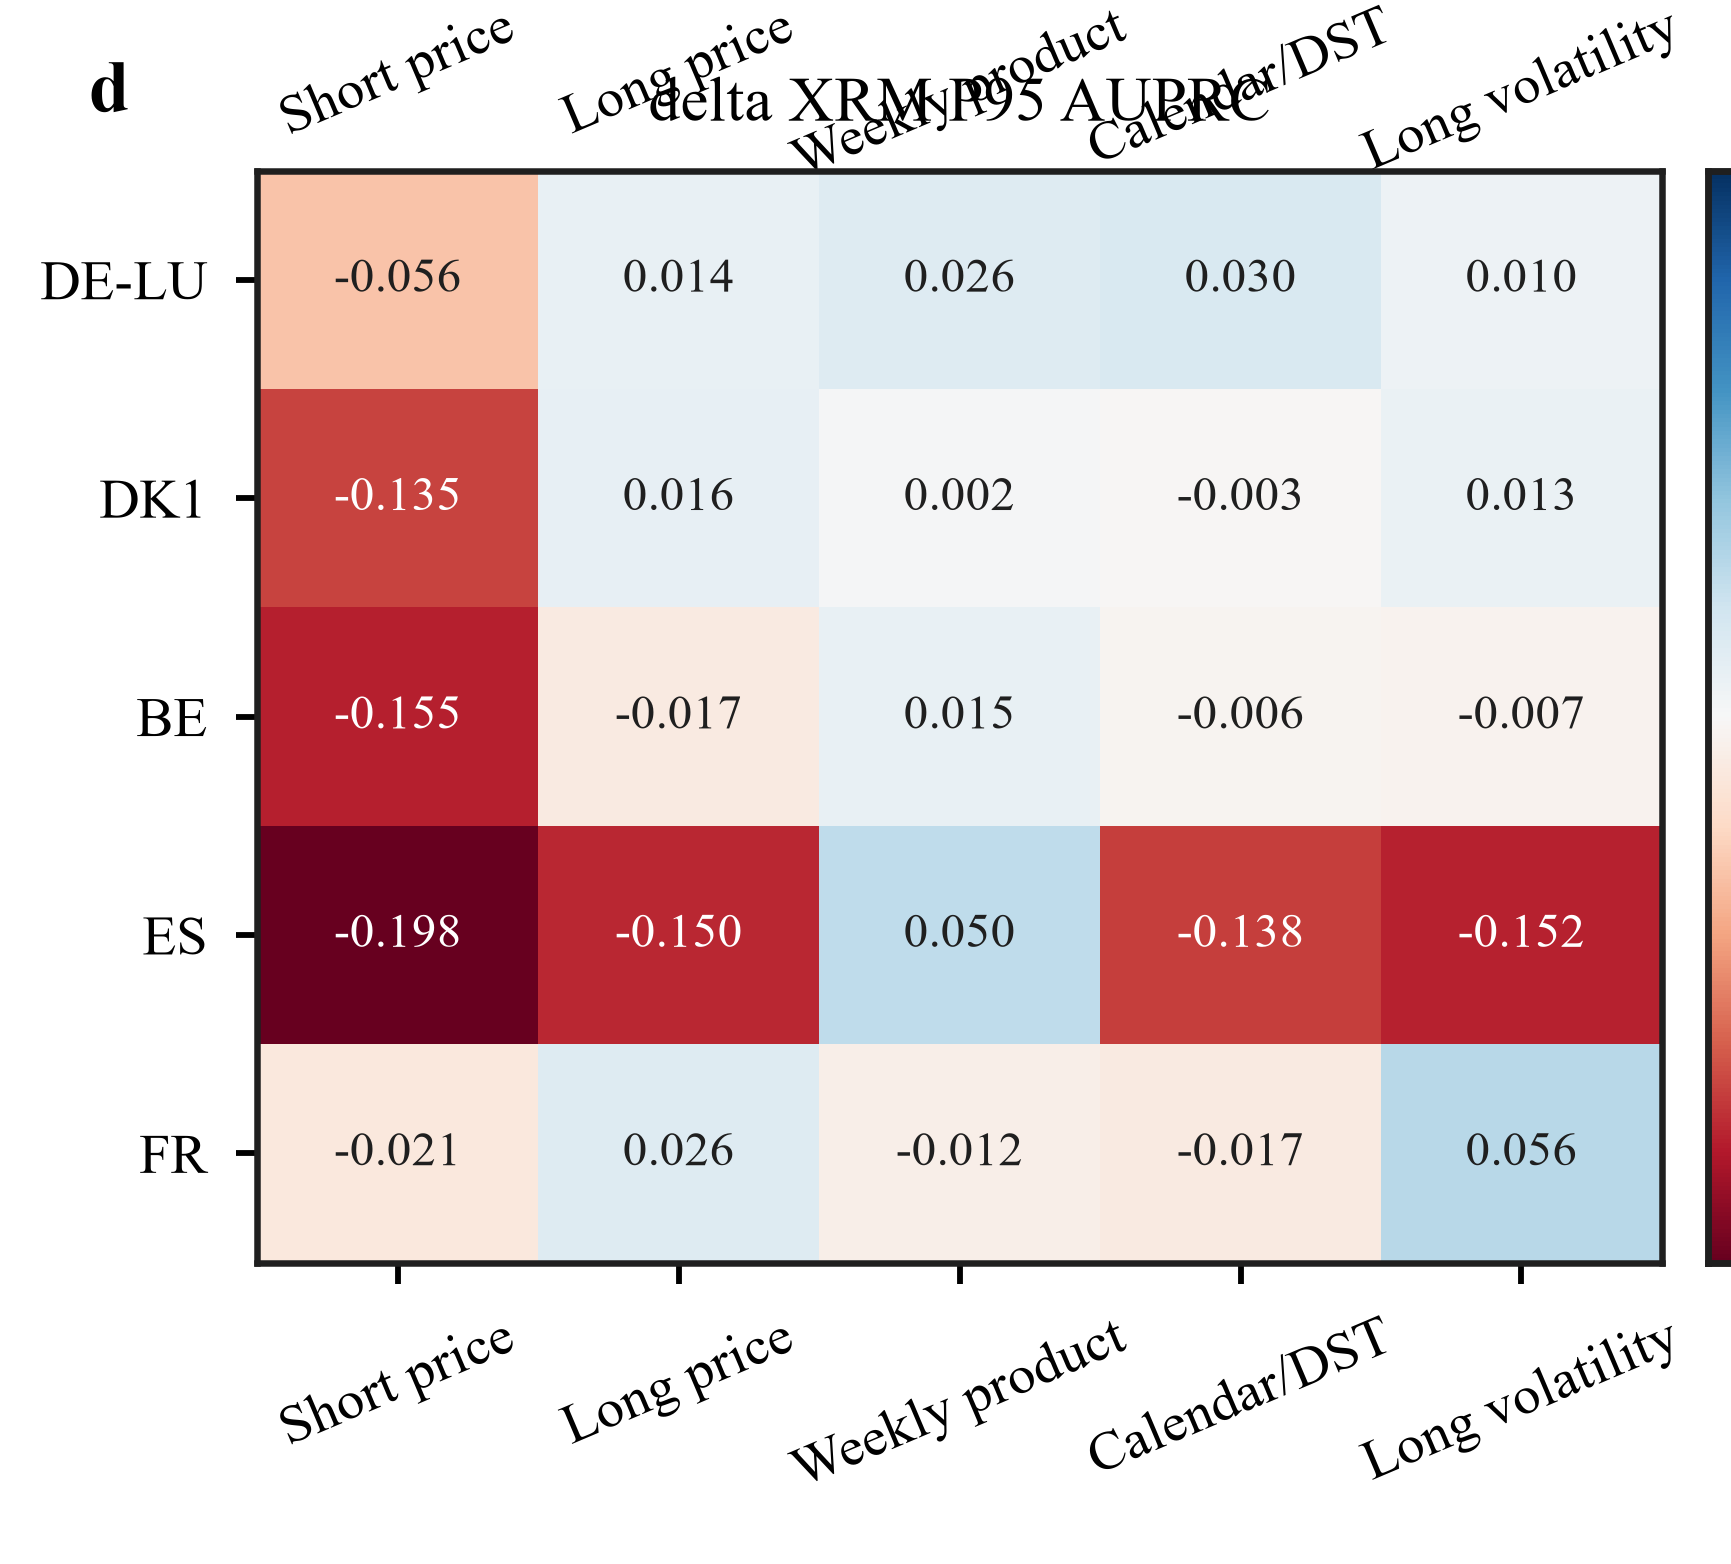 d
Short price Long price Weekly product Calendar/DST Long volatility
delta XRM P95 AUPRC
DE-LU -0.056 0.014 0.026 0.030 0.010
DK1 -0.135 0.016 0.002 -0.003 0.013
BE -0.155 -0.017 0.015 -0.006 -0.007
ES -0.198 -0.150 0.050 -0.138 -0.152
FR -0.021 0.026 -0.012 -0.017 0.056
Short price Long price Weekly product Calendar/DST Long volatility